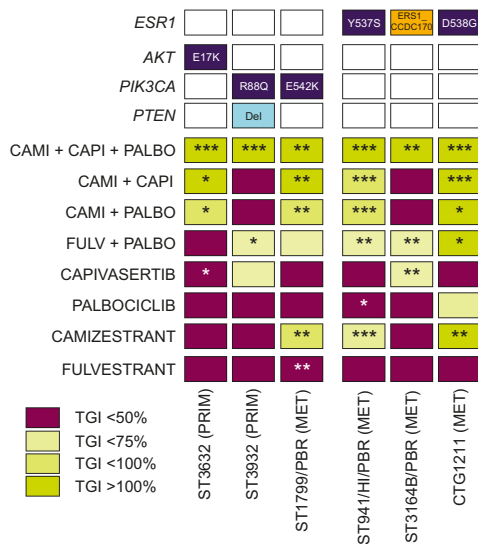 ESR1 Y537S ERS1_ CCDC170 D538G
AKT E17K
PIK3CA R88Q E542K
PTEN Del
CAMI + CAPI + PALBO *** *** ** *** ** ***
CAMI + CAPI * ** *** ***
CAMI + PALBO * ** *** *
FULV + PALBO * ** ** *
CAPIVASERTIB * **
PALBOCICLIB *
CAMIZESTRANT ** *** **
FULVESTRANT **
TGI <50%
TGI <75%
TGI <100%
TGI >100%
ST3632 (PRIM)
ST3932 (PRIM)
ST1799/PBR (MET)
ST941/HI/PBR (MET)
ST3164B/PBR (MET)
CTG1211 (MET)